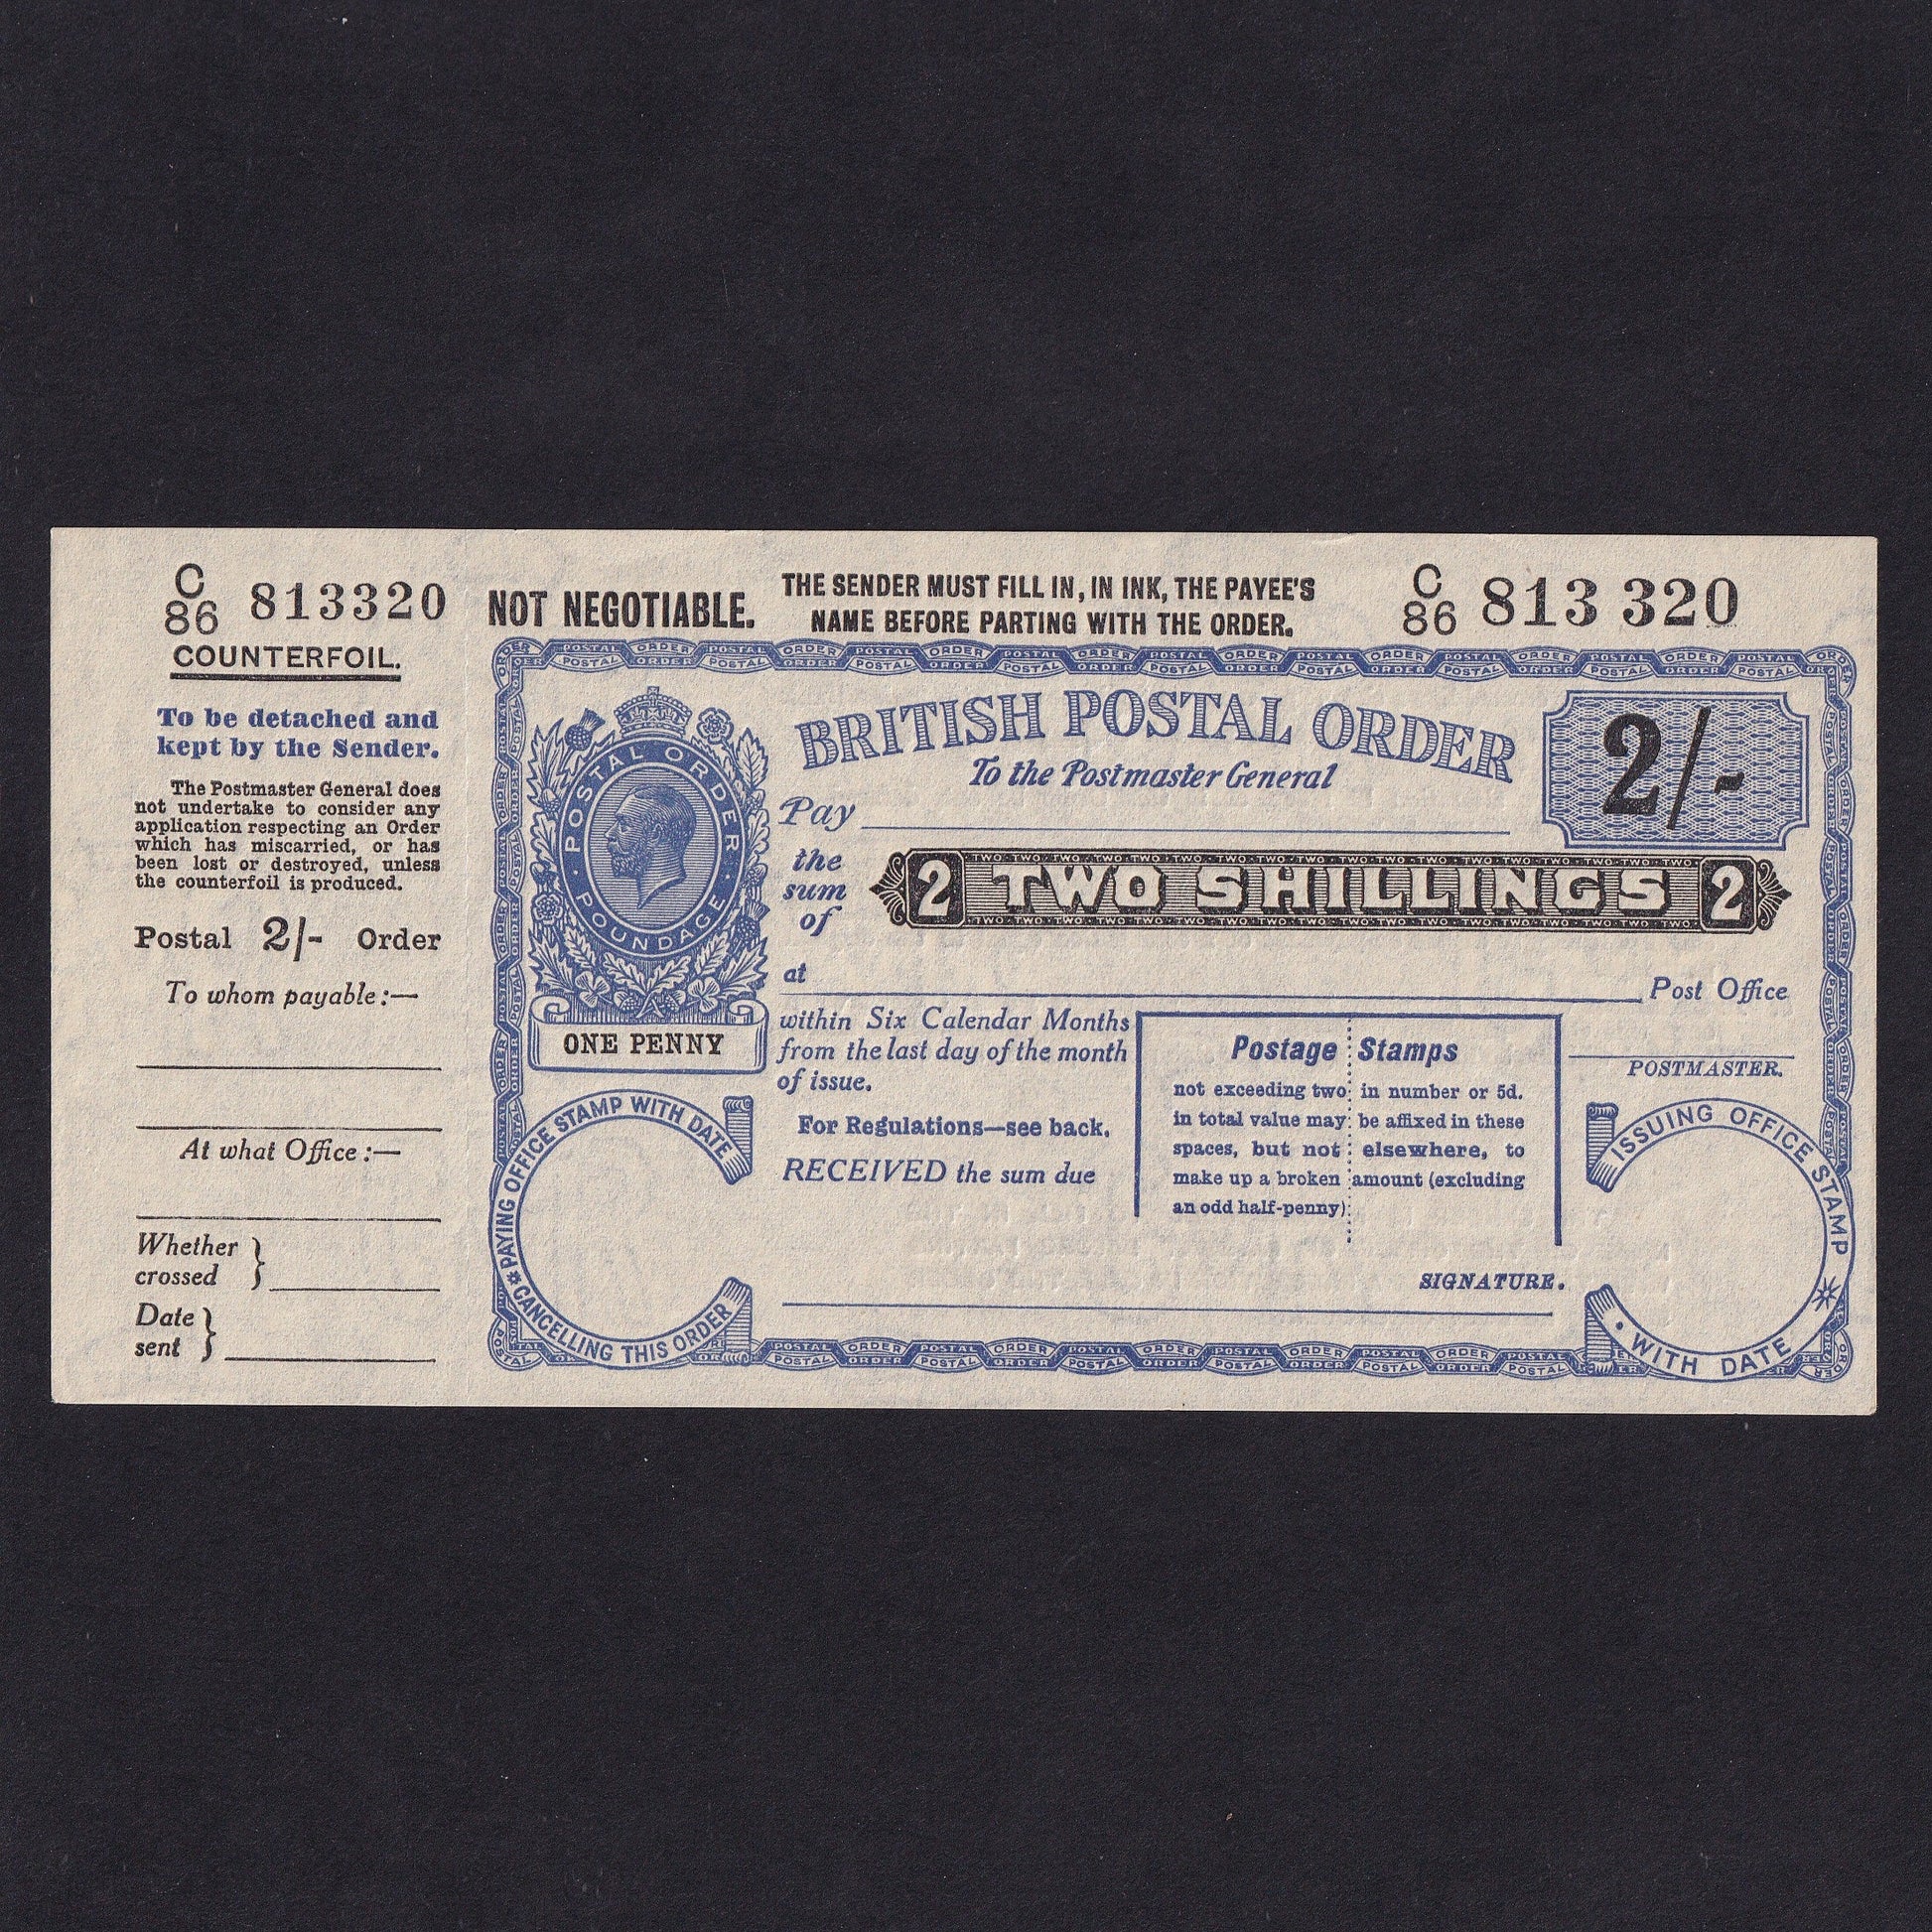 C
86 813320
COUNTERFOIL.
To be detached and
kept by the Sender.
The Postmaster General does
not undertake to consider any
application respecting an Order
which has miscarried, or has
been lost or destroyed, unless
the counterfoil is produced.
Postal 2/- Order
To whom payable:—
At what Office:—
Whether
crossed }
Date
sent }
NOT NEGOTIABLE.
THE SENDER MUST FILL IN, IN INK, THE PAYEE'S
NAME BEFORE PARTING WITH THE ORDER.
C
86 813 320
POSTAL ORDER
POUNDAGE
ONE PENNY
BRITISH POSTAL ORDER
2/-
To the Postmaster General
Pay
the
sum
of
2 TWO SHILLINGS 2
at Post Office
within Six Calendar Months
from the last day of the month
of issue.
For Regulations—see back.
RECEIVED the sum due
Postage Stamps
not exceeding two in number or 5d.
in total value may be affixed in these
spaces, but not elsewhere, to
make up a broken amount (excluding
an odd half-penny)
POSTMASTER.
SIGNATURE.
PAYING OFFICE STAMP WITH DATE
CANCELLING THIS ORDER
ISSUING OFFICE STAMP
WITH DATE